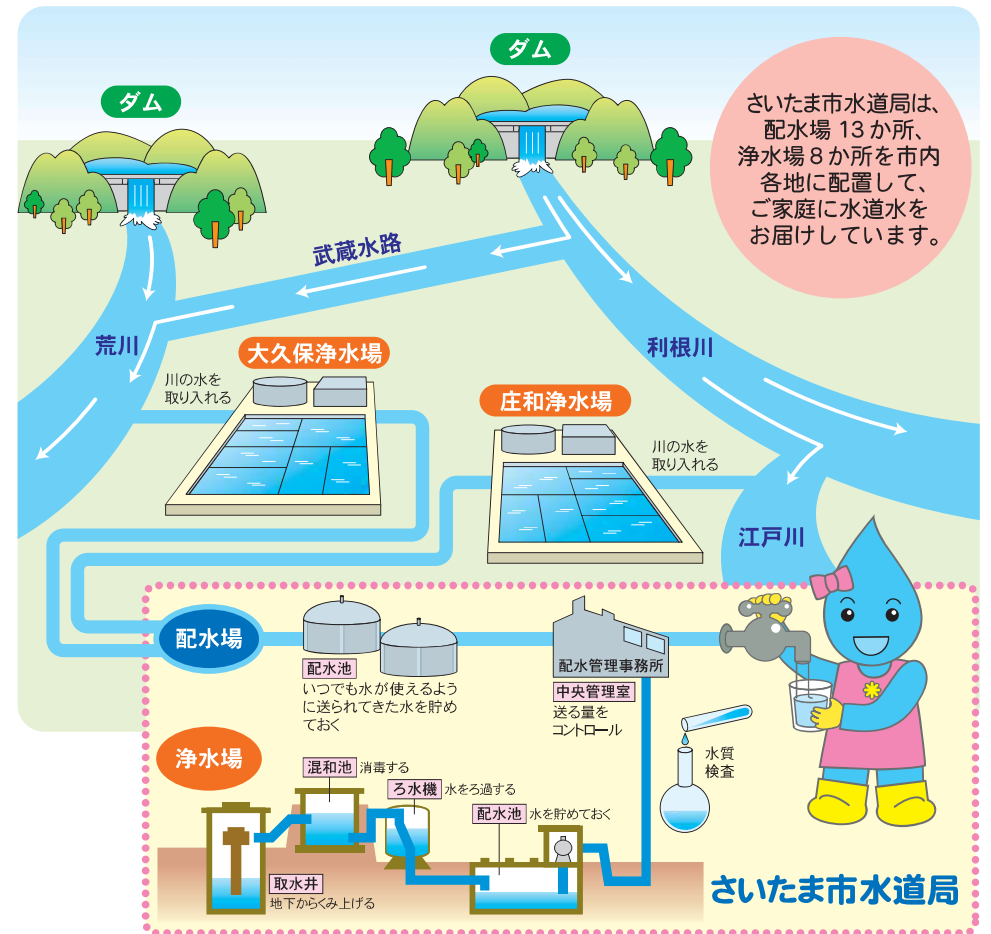 ダム
ダム
さいたま市水道局は、
配水場13か所、
浄水場8か所を市内
各地に配置して、
ご家庭に水道水を
お届けしています。
武蔵水路
荒川
利根川
大久保浄水場
川の水を
取り入れる
庄和浄水場
川の水を
取り入れる
江戸川
配水場
配水池
いつでも水が使えるよう
に送られてきた水を貯め
ておく
配水管理事務所
中央管理室
送る量を
コントロール
水質
検査
浄水場
混和池 消毒する
ろ水機 水をろ過する
配水池 水を貯めておく
取水井
地下からくみ上げる
さいたま市水道局